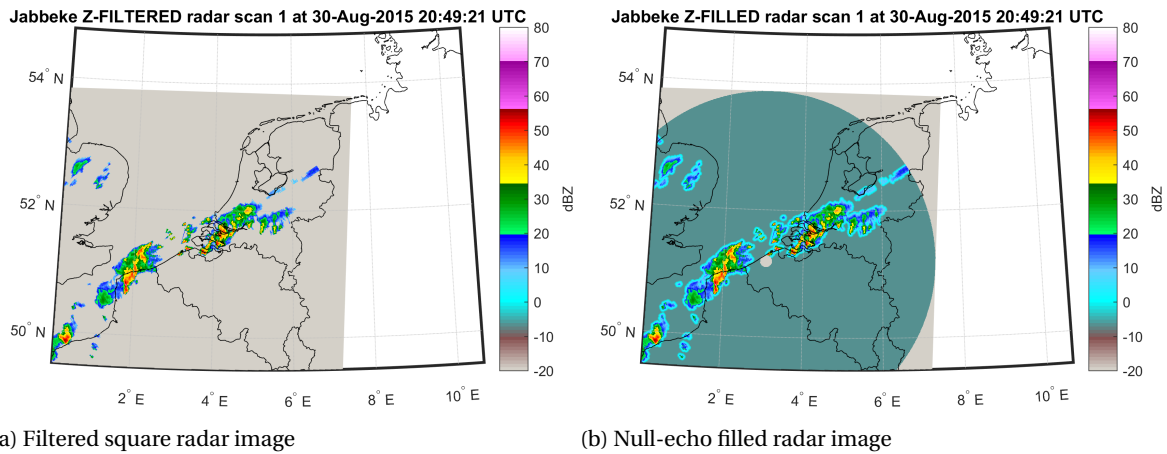 Jabbeke Z-FILTERED radar scan 1 at 30-Aug-2015 20:49:21 UTC
54° N
52° N
50° N
2° E
4° E
6° E
8° E
10° E
80
70
60
50
40
30
20
10
0
-10
-20
dBZ
Jabbeke Z-FILLED radar scan 1 at 30-Aug-2015 20:49:21 UTC
54° N
52° N
50° N
2° E
4° E
6° E
8° E
10° E
80
70
60
50
40
30
20
10
0
-10
-20
dBZ
a) Filtered square radar image
(b) Null-echo filled radar image